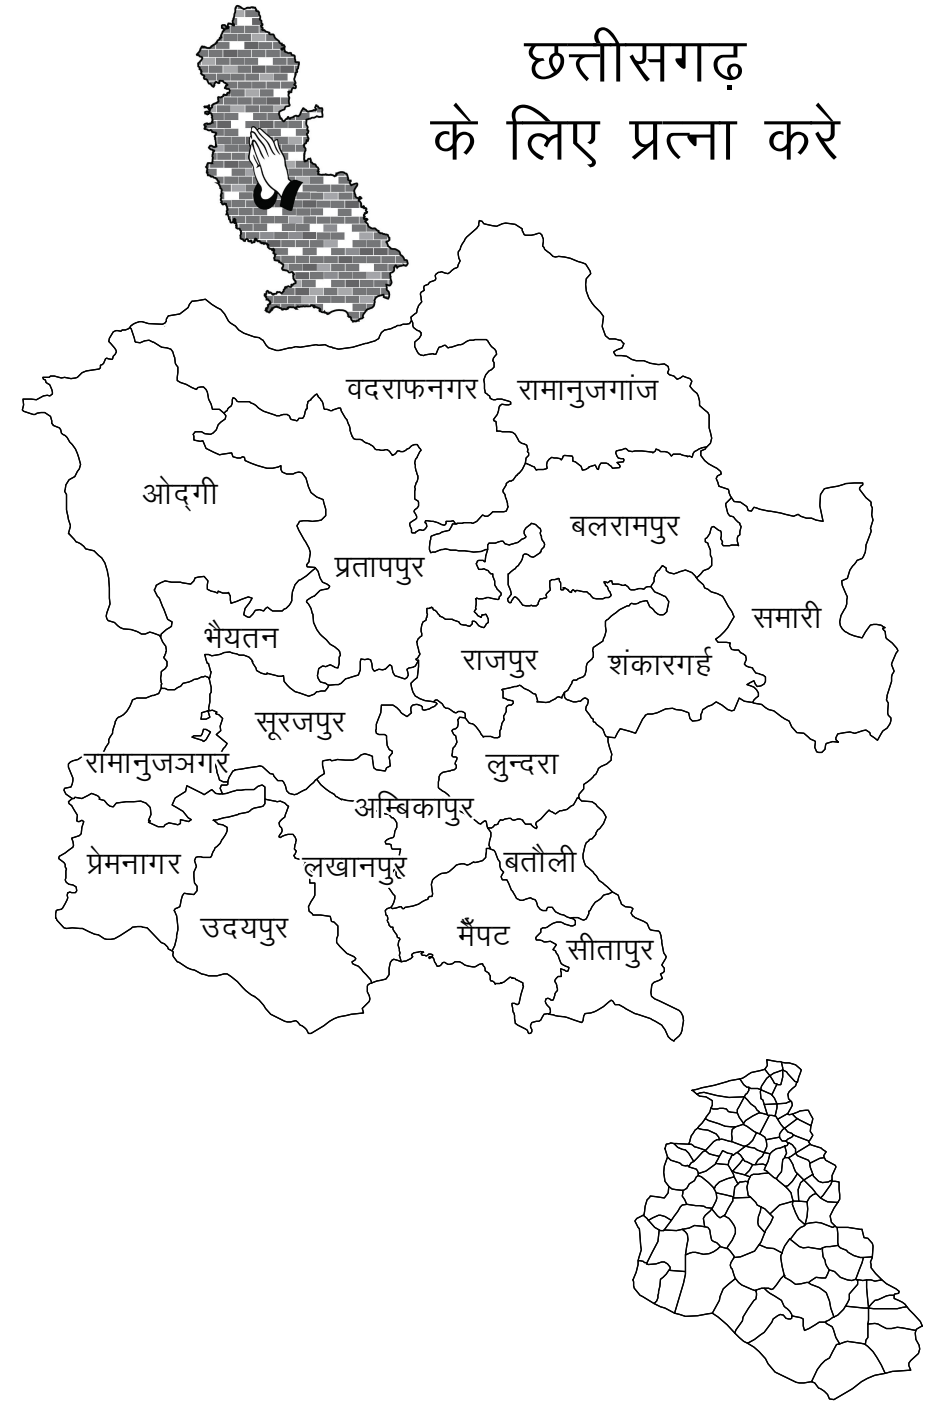 छत्तीसगढ़
के लिए प्रत्ना करे
वदराफनगर
रामानुजगांज
ओद्‌गी
बलरामपुर
प्रतापपुर
समारी
भैयतन
राजपुर
शंकारगर्ह
सूरजपुर
रामानुजञगर
लुन्दरा
अम्बिकापुर
प्रेमनागर
लखानपुर
बतौली
उदयपुर
मैंपट
सीतापुर